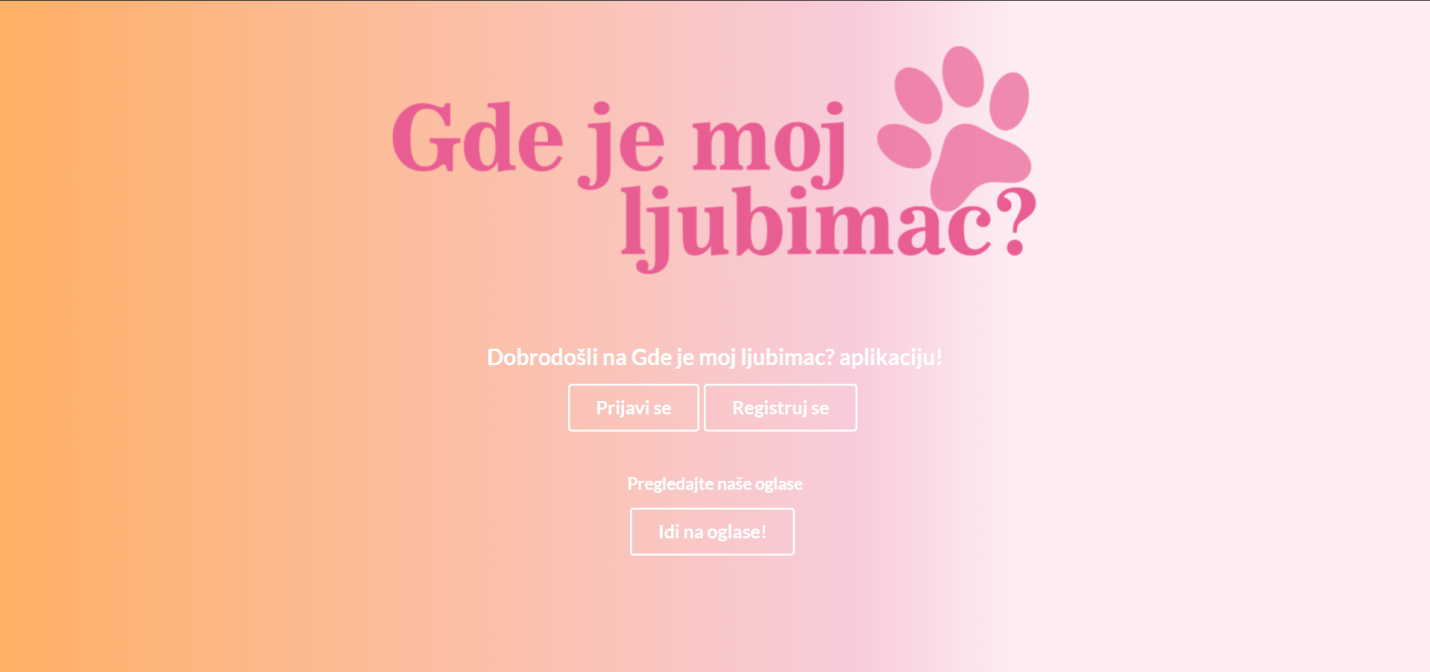 Gde je moj
ljubimac?
Dobrodošli na Gde je moj ljubimac? aplikaciju!
Prijavi se
Registruj se
Pregledajte naše oglase
Idi na oglase!